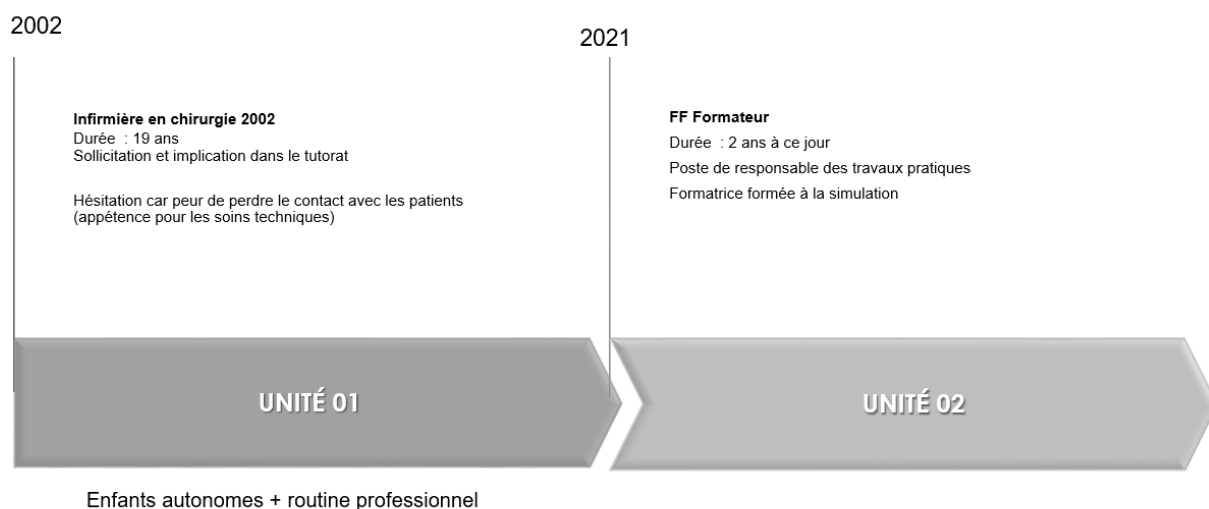 2002
2021
Infirmière en chirurgie 2002
Durée : 19 ans
Sollicitation et implication dans le tutorat
Hésitation car peur de perdre le contact avec les patients
(appétence pour les soins techniques)
FF Formateur
Durée : 2 ans à ce jour
Poste de responsable des travaux pratiques
Formatrice formée à la simulation
UNITÉ 01
UNITÉ 02
Enfants autonomes + routine professionnel